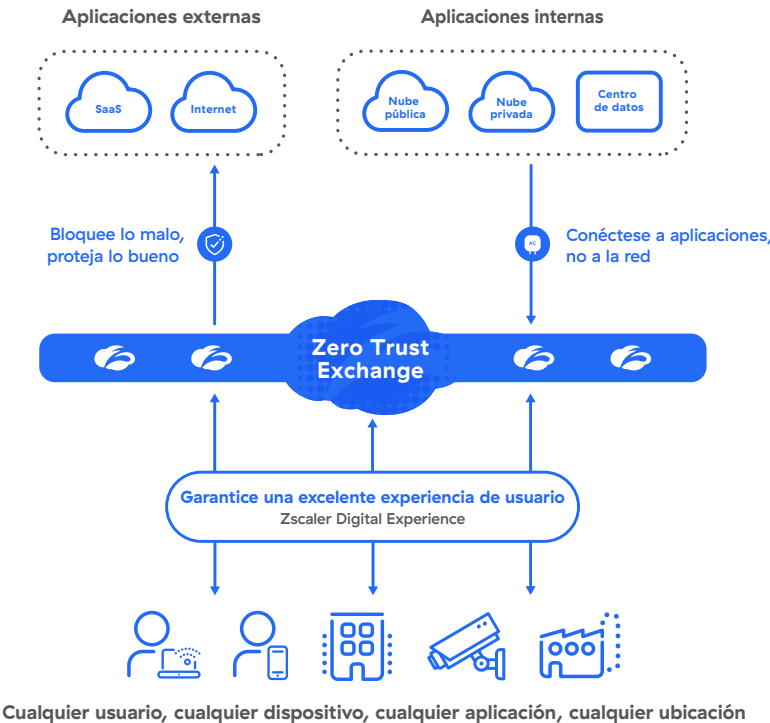 Aplicaciones externas
Aplicaciones internas
SaaS
Internet
Nube
pública
Nube
privada
Centro
de datos
Bloquee lo malo,
proteja lo bueno
AC
Conéctese a aplicaciones,
no a la red
Zero Trust
Exchange
Garantice una excelente experiencia de usuario
Zscaler Digital Experience
Cualquier usuario, cualquier dispositivo, cualquier aplicación, cualquier ubicación